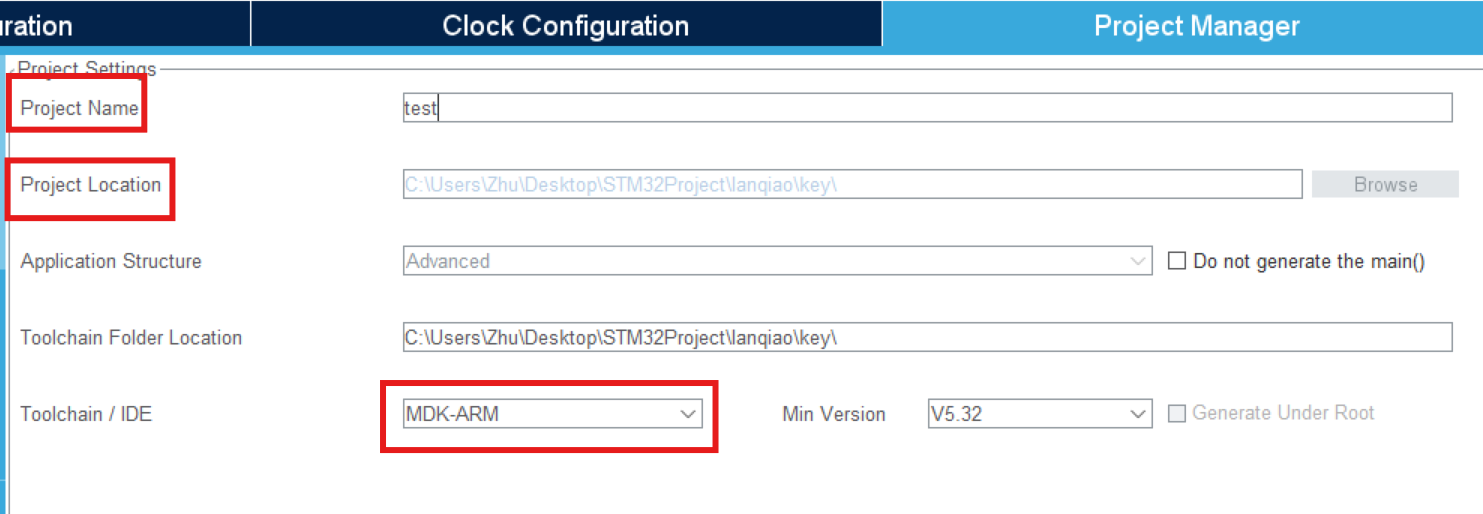 uration Clock Configuration Project Manager
Project Settings
Project Name test
Project Location C:\Users\Zhu\Desktop\STM32Project\lanqiao\key\ Browse
Application Structure Advanced Do not generate the main()
Toolchain Folder Location C:\Users\Zhu\Desktop\STM32Project\lanqiao\key\
Toolchain / IDE MDK-ARM Min Version V5.32 Generate Under Root